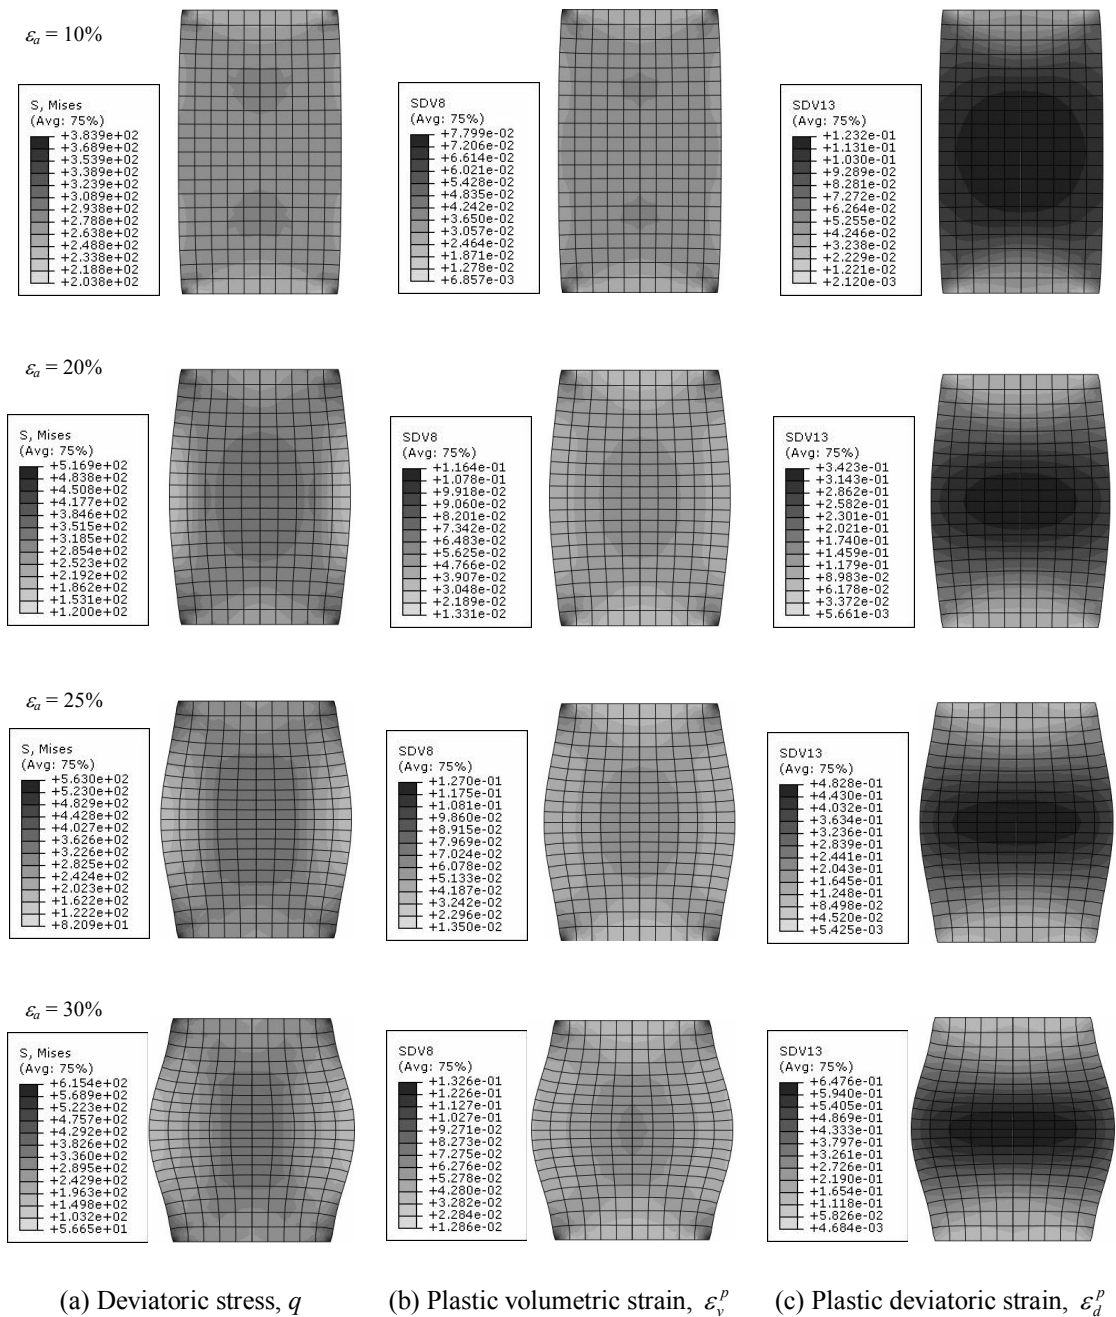 εₐ = 10%
S, Mises
(Avg: 75%)
+3.839e+02
+3.689e+02
+3.539e+02
+3.389e+02
+3.239e+02
+3.089e+02
+2.938e+02
+2.788e+02
+2.638e+02
+2.488e+02
+2.338e+02
+2.188e+02
+2.038e+02
SDV8
(Avg: 75%)
+7.799e-02
+7.206e-02
+6.614e-02
+6.021e-02
+5.428e-02
+4.835e-02
+4.242e-02
+3.650e-02
+3.057e-02
+2.464e-02
+1.871e-02
+1.278e-02
+6.857e-03
SDV13
(Avg: 75%)
+1.232e-01
+1.131e-01
+1.030e-01
+9.289e-02
+8.281e-02
+7.272e-02
+6.264e-02
+5.255e-02
+4.246e-02
+3.238e-02
+2.229e-02
+1.221e-02
+2.120e-03
εₐ = 20%
S, Mises
(Avg: 75%)
+5.169e+02
+4.838e+02
+4.508e+02
+4.177e+02
+3.846e+02
+3.515e+02
+3.185e+02
+2.854e+02
+2.523e+02
+2.192e+02
+1.862e+02
+1.531e+02
+1.200e+02
SDV8
(Avg: 75%)
+1.164e-01
+1.078e-01
+9.918e-02
+9.060e-02
+8.201e-02
+7.342e-02
+6.483e-02
+5.625e-02
+4.766e-02
+3.907e-02
+3.048e-02
+2.189e-02
+1.331e-02
SDV13
(Avg: 75%)
+3.423e-01
+3.143e-01
+2.862e-01
+2.582e-01
+2.301e-01
+2.021e-01
+1.740e-01
+1.459e-01
+1.179e-01
+8.983e-02
+6.178e-02
+3.372e-02
+5.661e-03
εₐ = 25%
S, Mises
(Avg: 75%)
+5.630e+02
+5.230e+02
+4.829e+02
+4.428e+02
+4.027e+02
+3.626e+02
+3.226e+02
+2.825e+02
+2.424e+02
+2.023e+02
+1.622e+02
+1.222e+02
+8.209e+01
SDV8
(Avg: 75%)
+1.270e-01
+1.175e-01
+1.081e-01
+9.860e-02
+8.915e-02
+7.969e-02
+7.024e-02
+6.078e-02
+5.133e-02
+4.187e-02
+3.242e-02
+2.296e-02
+1.350e-02
SDV13
(Avg: 75%)
+4.828e-01
+4.430e-01
+4.032e-01
+3.634e-01
+3.236e-01
+2.839e-01
+2.441e-01
+2.043e-01
+1.645e-01
+1.248e-01
+8.498e-02
+4.520e-02
+5.425e-03
εₐ = 30%
S, Mises
(Avg: 75%)
+6.154e+02
+5.689e+02
+5.223e+02
+4.757e+02
+4.292e+02
+3.826e+02
+3.360e+02
+2.895e+02
+2.429e+02
+1.963e+02
+1.498e+02
+1.032e+02
+5.665e+01
SDV8
(Avg: 75%)
+1.326e-01
+1.226e-01
+1.127e-01
+1.027e-01
+9.271e-02
+8.273e-02
+7.275e-02
+6.276e-02
+5.278e-02
+4.280e-02
+3.282e-02
+2.284e-02
+1.286e-02
SDV13
(Avg: 75%)
+6.476e-01
+5.940e-01
+5.405e-01
+4.869e-01
+4.333e-01
+3.797e-01
+3.261e-01
+2.726e-01
+2.190e-01
+1.654e-01
+1.118e-01
+5.826e-02
+4.684e-03
(a) Deviatoric stress, q
(b) Plastic volumetric strain, ε_v^p
(c) Plastic deviatoric strain, ε_d^p